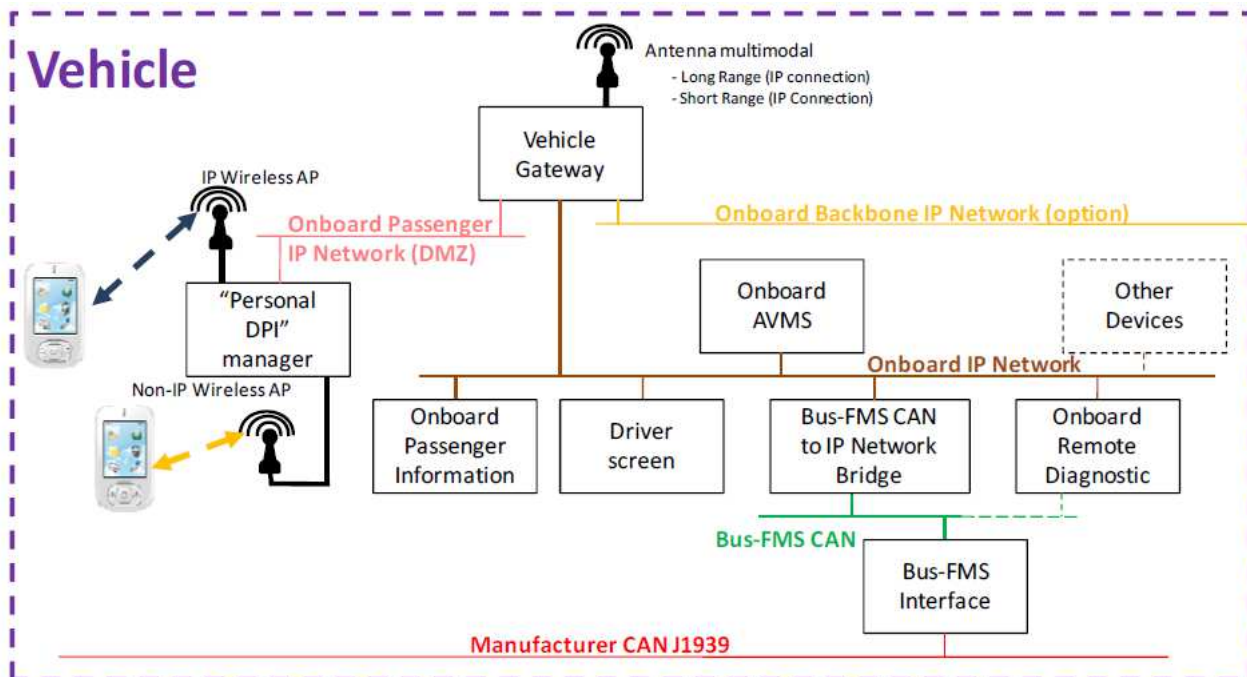 Vehicle
Antenna multimodal
- Long Range (IP connection)
- Short Range (IP Connection)
Vehicle
Gateway
IP Wireless AP
Onboard Passenger
IP Network (DMZ)
Onboard Backbone IP Network (option)
“Personal
DPI”
manager
Onboard
AVMS
Other
Devices
Onboard IP Network
Non-IP Wireless AP
Onboard
Passenger
Information
Driver
screen
Bus-FMS CAN
to IP Network
Bridge
Onboard
Remote
Diagnostic
Bus-FMS CAN
Bus-FMS
Interface
Manufacturer CAN J1939